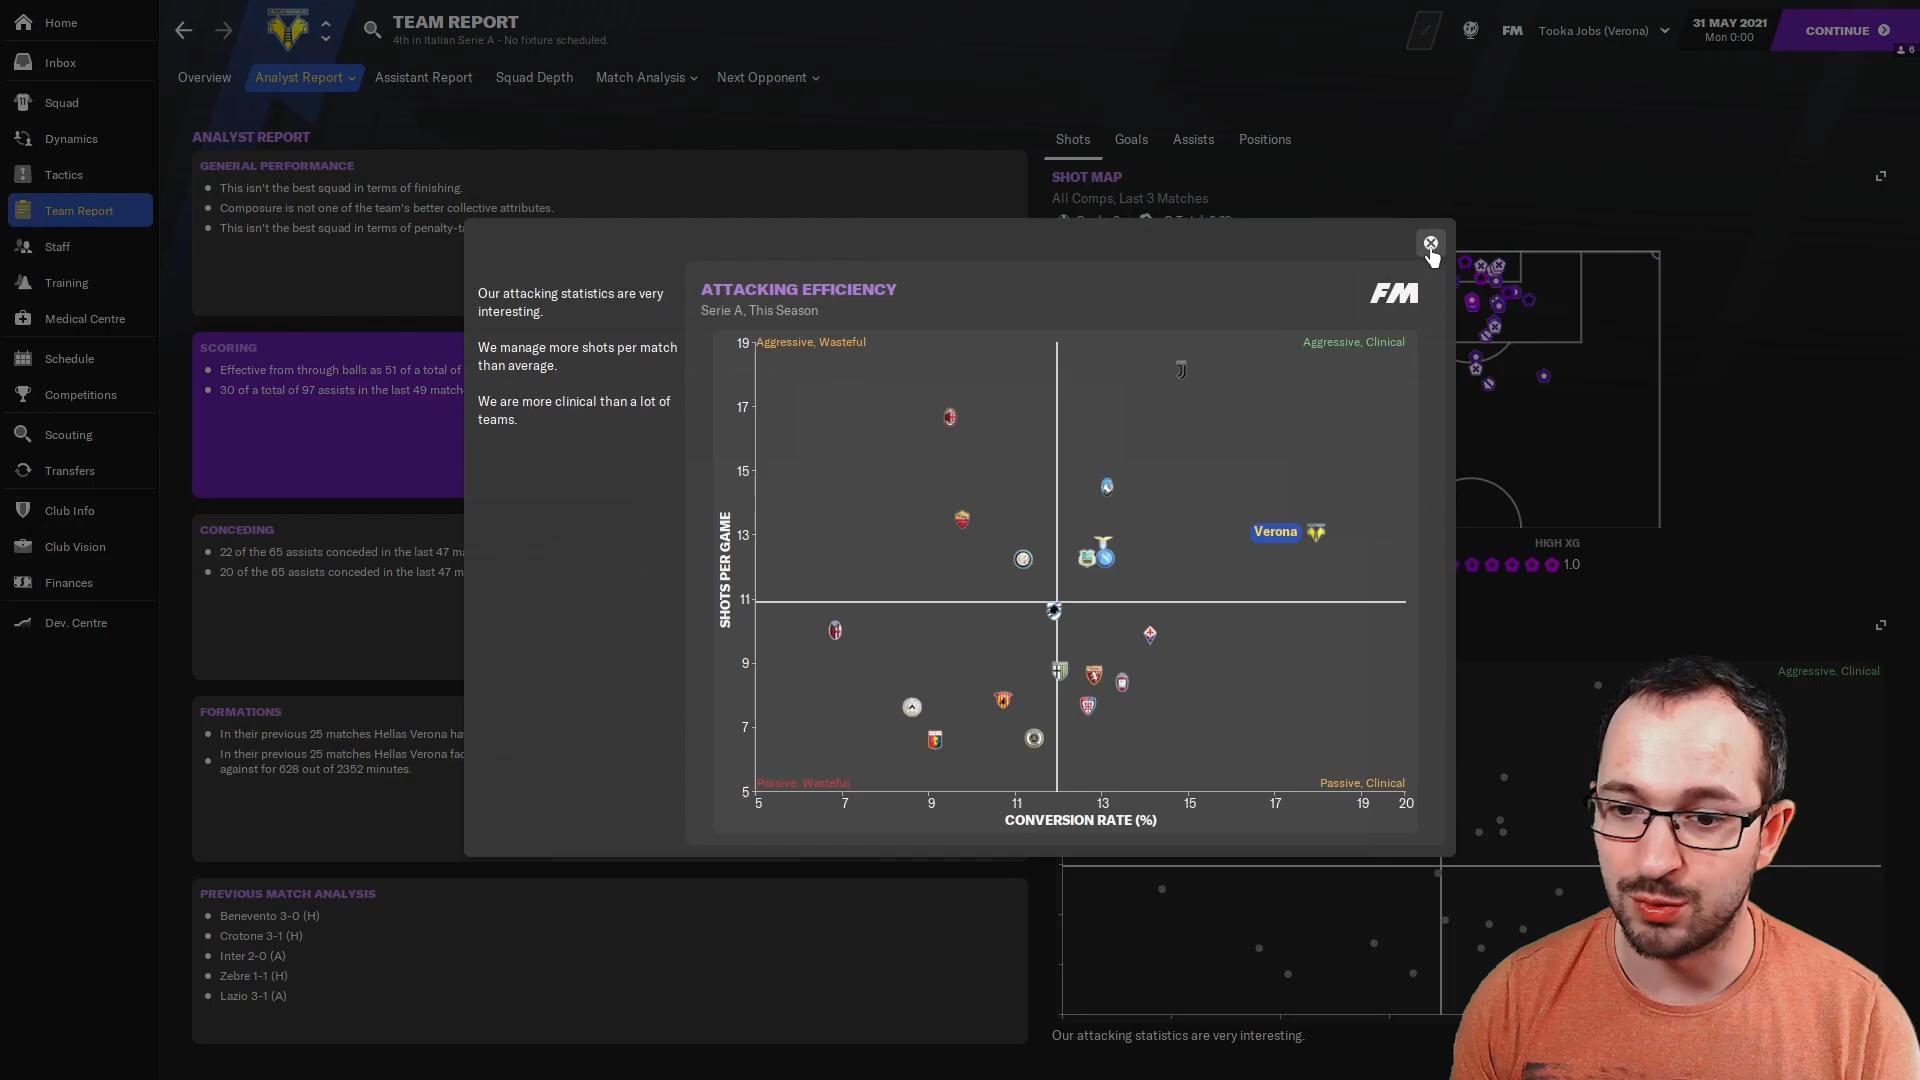 Home
Inbox
Squad
Dynamics
Tactics
Team Report
Staff
Training
Medical Centre
Schedule
Competitions
Scouting
Transfers
Club Info
Club Vision
Finances
Dev. Centre
TEAM REPORT
4th in Italian Serie A - No fixture scheduled.
FM
Tooka Jobs (Verona)
31 MAY 2021
Mon 0:00
CONTINUE
6
Overview
Analyst Report
Assistant Report
Squad Depth
Match Analysis
Next Opponent
ANALYST REPORT
GENERAL PERFORMANCE
This isn't the best squad in terms of finishing.
Composure is not one of the team's better collective attributes.
This isn't the best squad in terms of penalty-ta
SCORING
Effective from through balls as 51 of a total of
30 of a total of 97 assists in the last 49 match
CONCEDING
22 of the 65 assists conceded in the last 47 ma
20 of the 65 assists conceded in the last 47 m
FORMATIONS
In their previous 25 matches Hellas Verona ha
In their previous 25 matches Hellas Verona fac
against for 628 out of 2352 minutes.
PREVIOUS MATCH ANALYSIS
Benevento 3-0 (H)
Crotone 3-1 (H)
Inter 2-0 (A)
Zebre 1-1 (H)
Lazio 3-1 (A)
Shots
Goals
Assists
Positions
SHOT MAP
All Comps, Last 3 Matches
HIGH XG
1.0
Aggressive, Clinical
Our attacking statistics are very interesting.
Our attacking statistics are very
interesting.
We manage more shots per match
than average.
We are more clinical than a lot of
teams.
ATTACKING EFFICIENCY
Serie A, This Season
FM
Aggressive, Wasteful
Aggressive, Clinical
Passive, Wasteful
Passive, Clinical
Verona
SHOTS PER GAME
19
17
15
13
11
9
7
5
5
7
9
11
13
15
17
19
20
CONVERSION RATE (%)